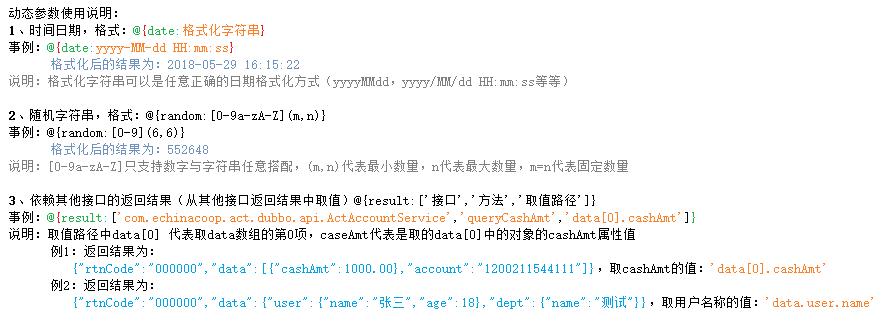 动态参数使用说明：
1、时间日期，格式：@{date:格式化字符串}
事例：@{date:yyyy-MM-dd HH:mm:ss}
格式化后的结果为：2018-05-29 16:15:22
说明：格式化字符串可以是任意正确的日期格式化方式（yyyyMMdd，yyyy/MM/dd HH:mm:ss等等）
2、随机字符串，格式：@{random:[0-9a-zA-Z](m,n)}
事例：@{random:[0-9](6,6)}
格式化后的结果为：552648
说明：[0-9a-zA-Z]只支持数字与字符串任意搭配，(m,n)代表最小数量，n代表最大数量，m=n代表固定数量
3、依赖其他接口的返回结果（从其他接口返回结果中取值）@{result:['接口','方法','取值路径']}
事例：@{result:['com.echinacoop.act.dubbo.api.ActAccountService','queryCashAmt','data[0].cashAmt']}
说明：取值路径中data[0] 代表取data数组的第0项，caseAmt代表是取的data[0]中的对象的cashAmt属性值
例1：返回结果为：
{"rtnCode":"000000","data":[{"cashAmt":1000.00},"account":"1200211544111"]}，取cashAmt的值：'data[0].cashAmt'
例2：返回结果为：
{"rtnCode":"000000","data":{"user":{"name":"张三","age":18},"dept":{"name":"测试"}}，取用户名称的值：'data.user.name'